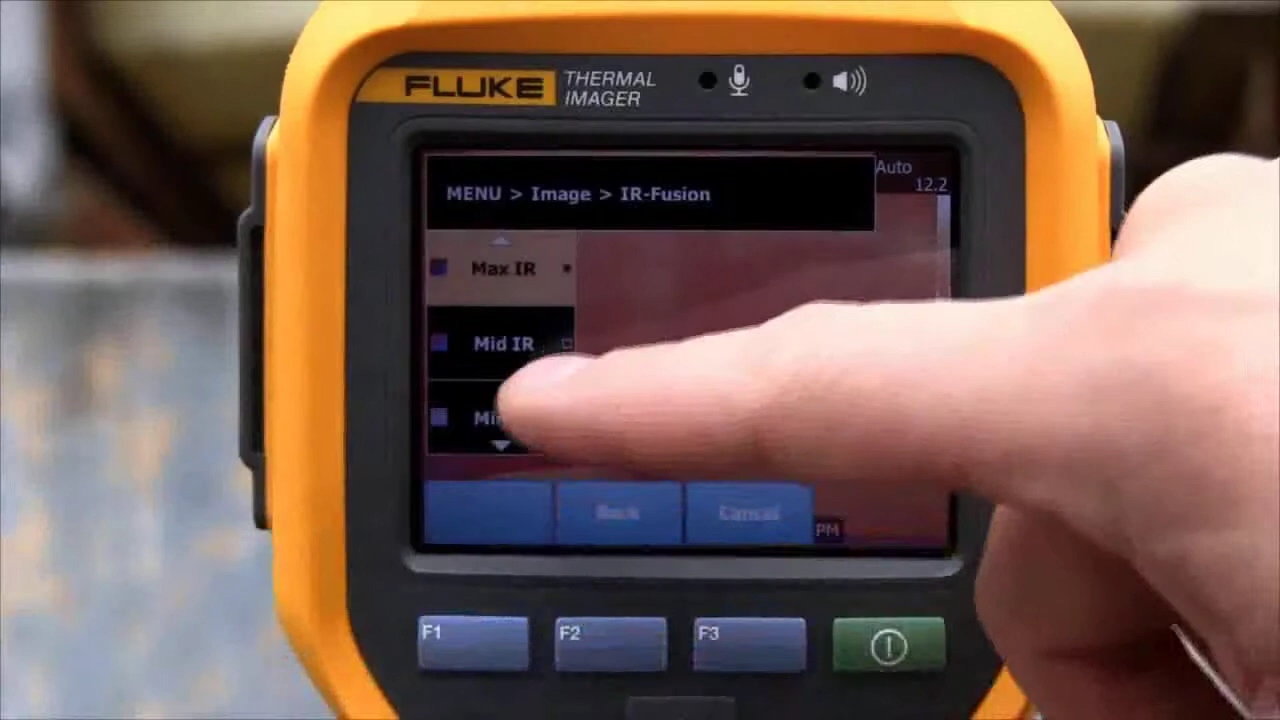 FLUKE
THERMAL
IMAGER
Auto
12.2
MENU > Image > IR-Fusion
Max IR
Mid IR
Back
Cancel
PM
F1
F2
F3